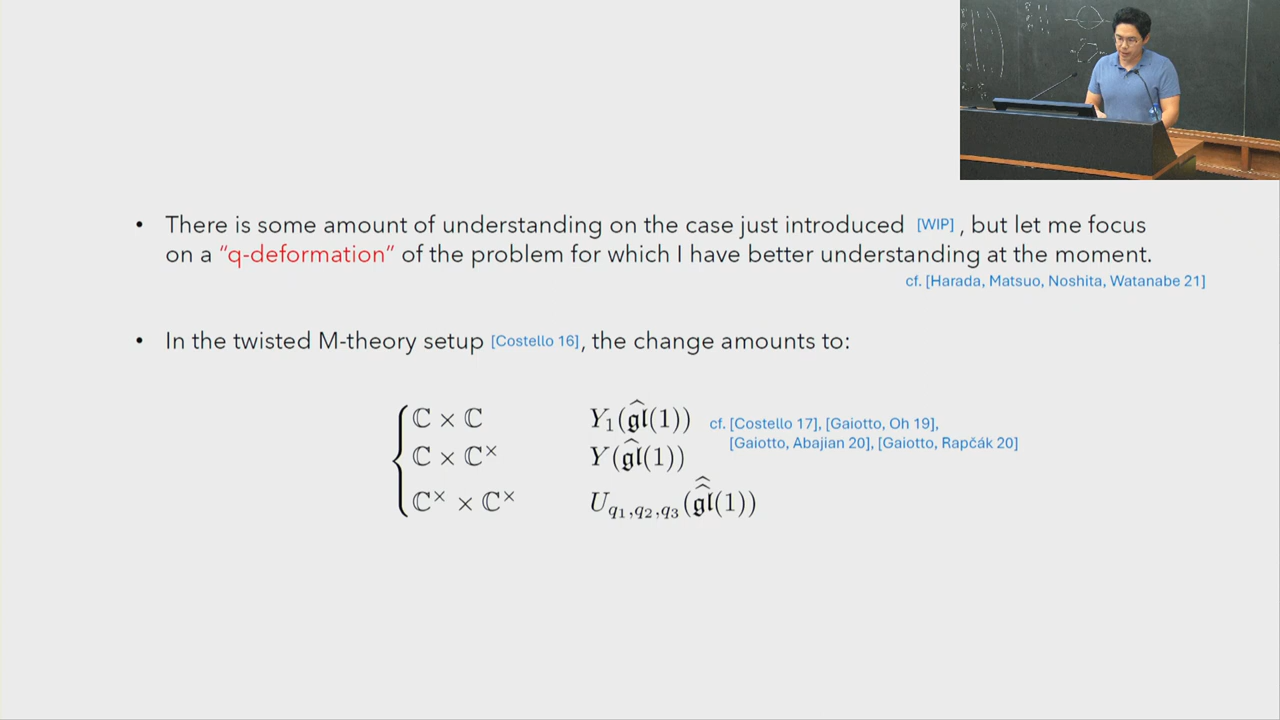 • There is some amount of understanding on the case just introduced [WIP] , but let me focus
on a “q-deformation” of the problem for which I have better understanding at the moment.
cf. [Harada, Matsuo, Noshita, Watanabe 21]
• In the twisted M-theory setup [Costello 16], the change amounts to:
ℂ × ℂ Y₁(𝔤𝔩̂(1)) cf. [Costello 17], [Gaiotto, Oh 19],
[Gaiotto, Abajian 20], [Gaiotto, Rapčák 20]
ℂ × ℂ^× Y(𝔤𝔩̂(1))
ℂ^× × ℂ^× U_{q₁,q₂,q₃}(𝔤𝔩̂̂(1))